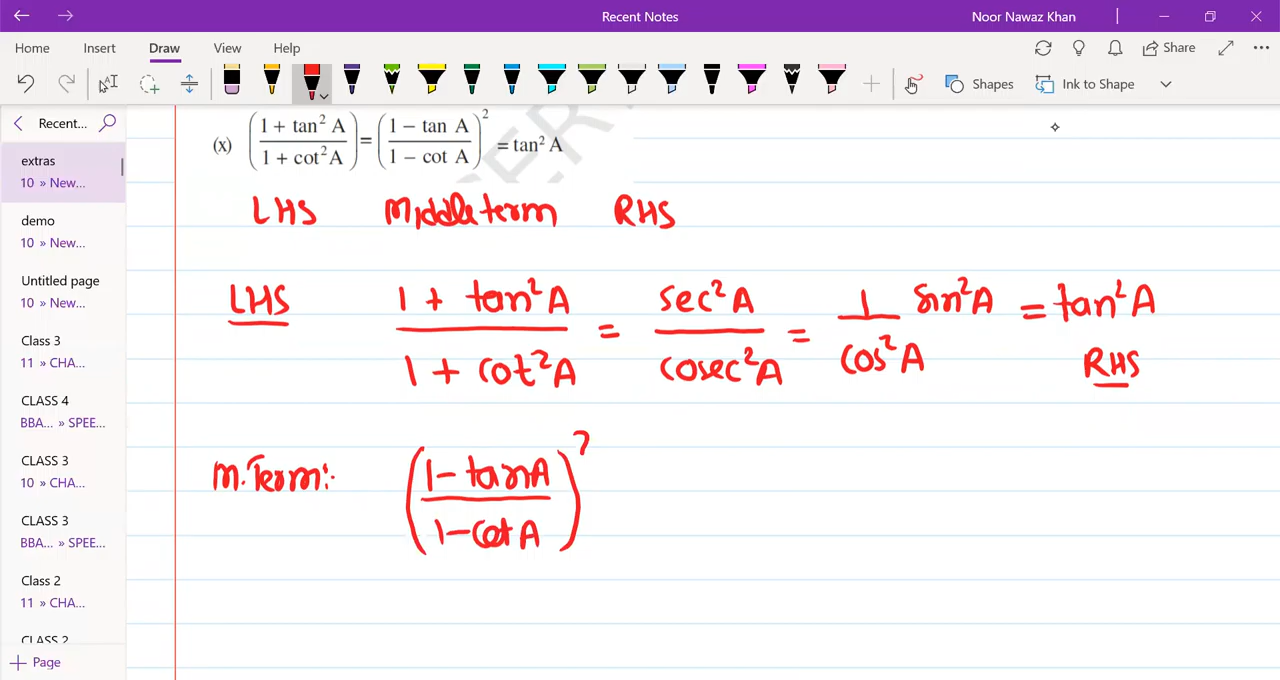 Recent Notes
Noor Nawaz Khan
Home Insert Draw View Help
Share
Shapes
Ink to Shape
Recent...
extras
10 » New...
demo
10 » New...
Untitled page
10 » New...
Class 3
11 » CHA...
CLASS 4
BBA... » SPEE...
CLASS 3
10 » CHA...
CLASS 3
BBA... » SPEE...
Class 2
11 » CHA...
CLASS 2
Page
(x) ((1 + tan² A)/(1 + cot² A)) = ((1 − tan A)/(1 − cot A))² = tan² A
LHS Middle term RHS
LHS (1 + tan²A)/(1 + cot²A) = sec²A/cosec²A = 1/cos²A sin²A = tan²A
RHS
M.Term: ((1 - tanA)/(1 - cotA))²